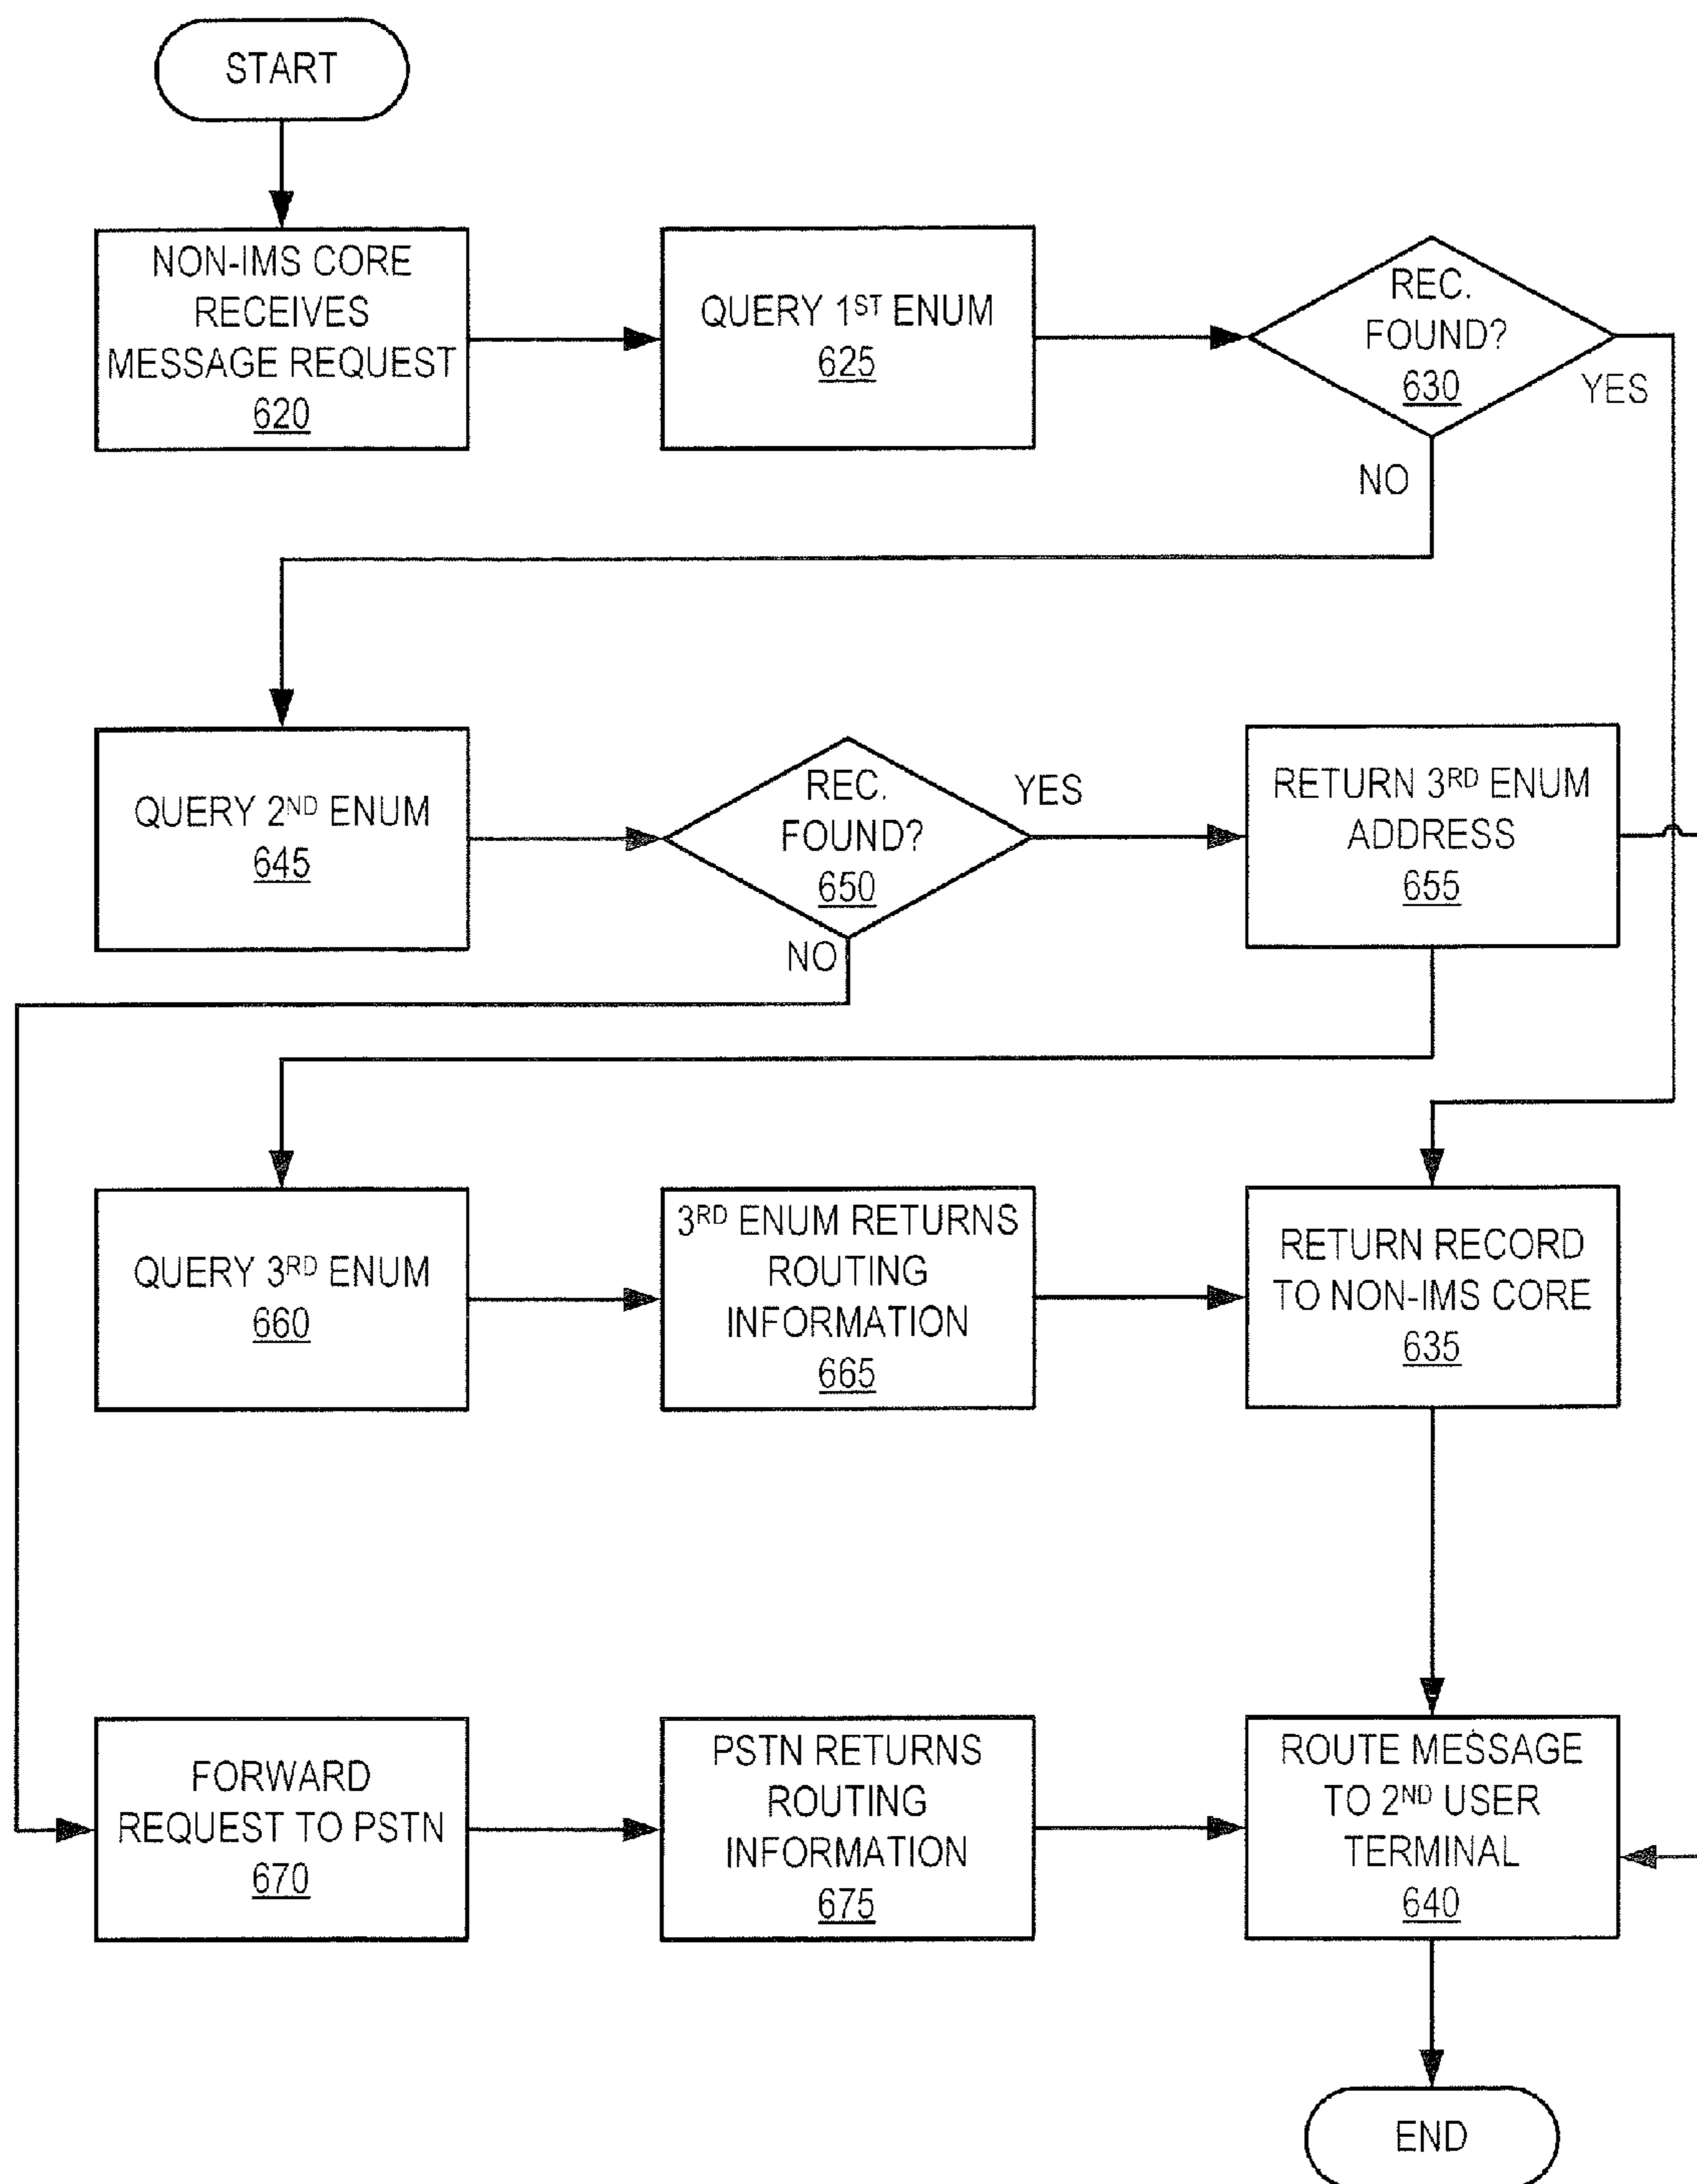 START
NON-IMS CORE
RECEIVES
MESSAGE REQUEST
620
QUERY 1ST ENUM
625
REC.
FOUND?
630
YES
NO
QUERY 2ND ENUM
645
REC.
FOUND?
650
YES
NO
RETURN 3RD ENUM
ADDRESS
655
QUERY 3RD ENUM
660
3RD ENUM RETURNS
ROUTING
INFORMATION
665
RETURN RECORD
TO NON-IMS CORE
635
FORWARD
REQUEST TO PSTN
670
PSTN RETURNS
ROUTING
INFORMATION
675
ROUTE MESSAGE
TO 2ND USER
TERMINAL
640
END